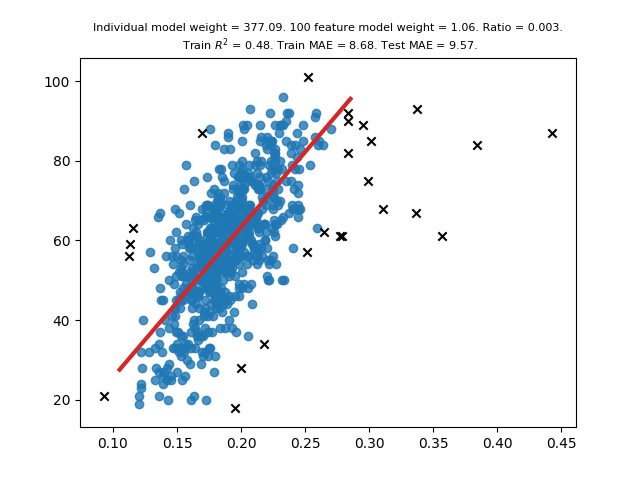 Individual model weight = 377.09. 100 feature model weight = 1.06. Ratio = 0.003.
Train R² = 0.48. Train MAE = 8.68. Test MAE = 9.57.
100
80
60
40
20
0.10 0.15 0.20 0.25 0.30 0.35 0.40 0.45